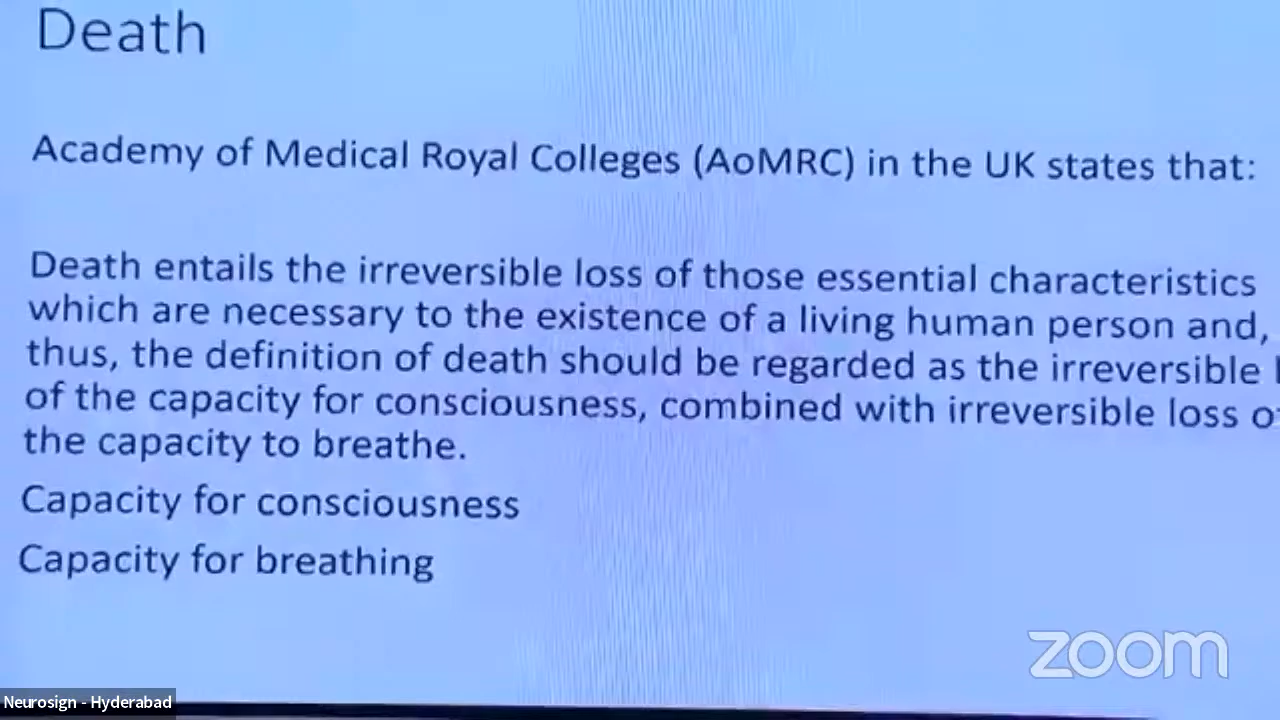 Death
Academy of Medical Royal Colleges (AoMRC) in the UK states that:
Death entails the irreversible loss of those essential characteristics
which are necessary to the existence of a living human person and,
thus, the definition of death should be regarded as the irreversible
of the capacity for consciousness, combined with irreversible loss
the capacity to breathe.
Capacity for consciousness
Capacity for breathing
zoom
Neurosign - Hyderabad